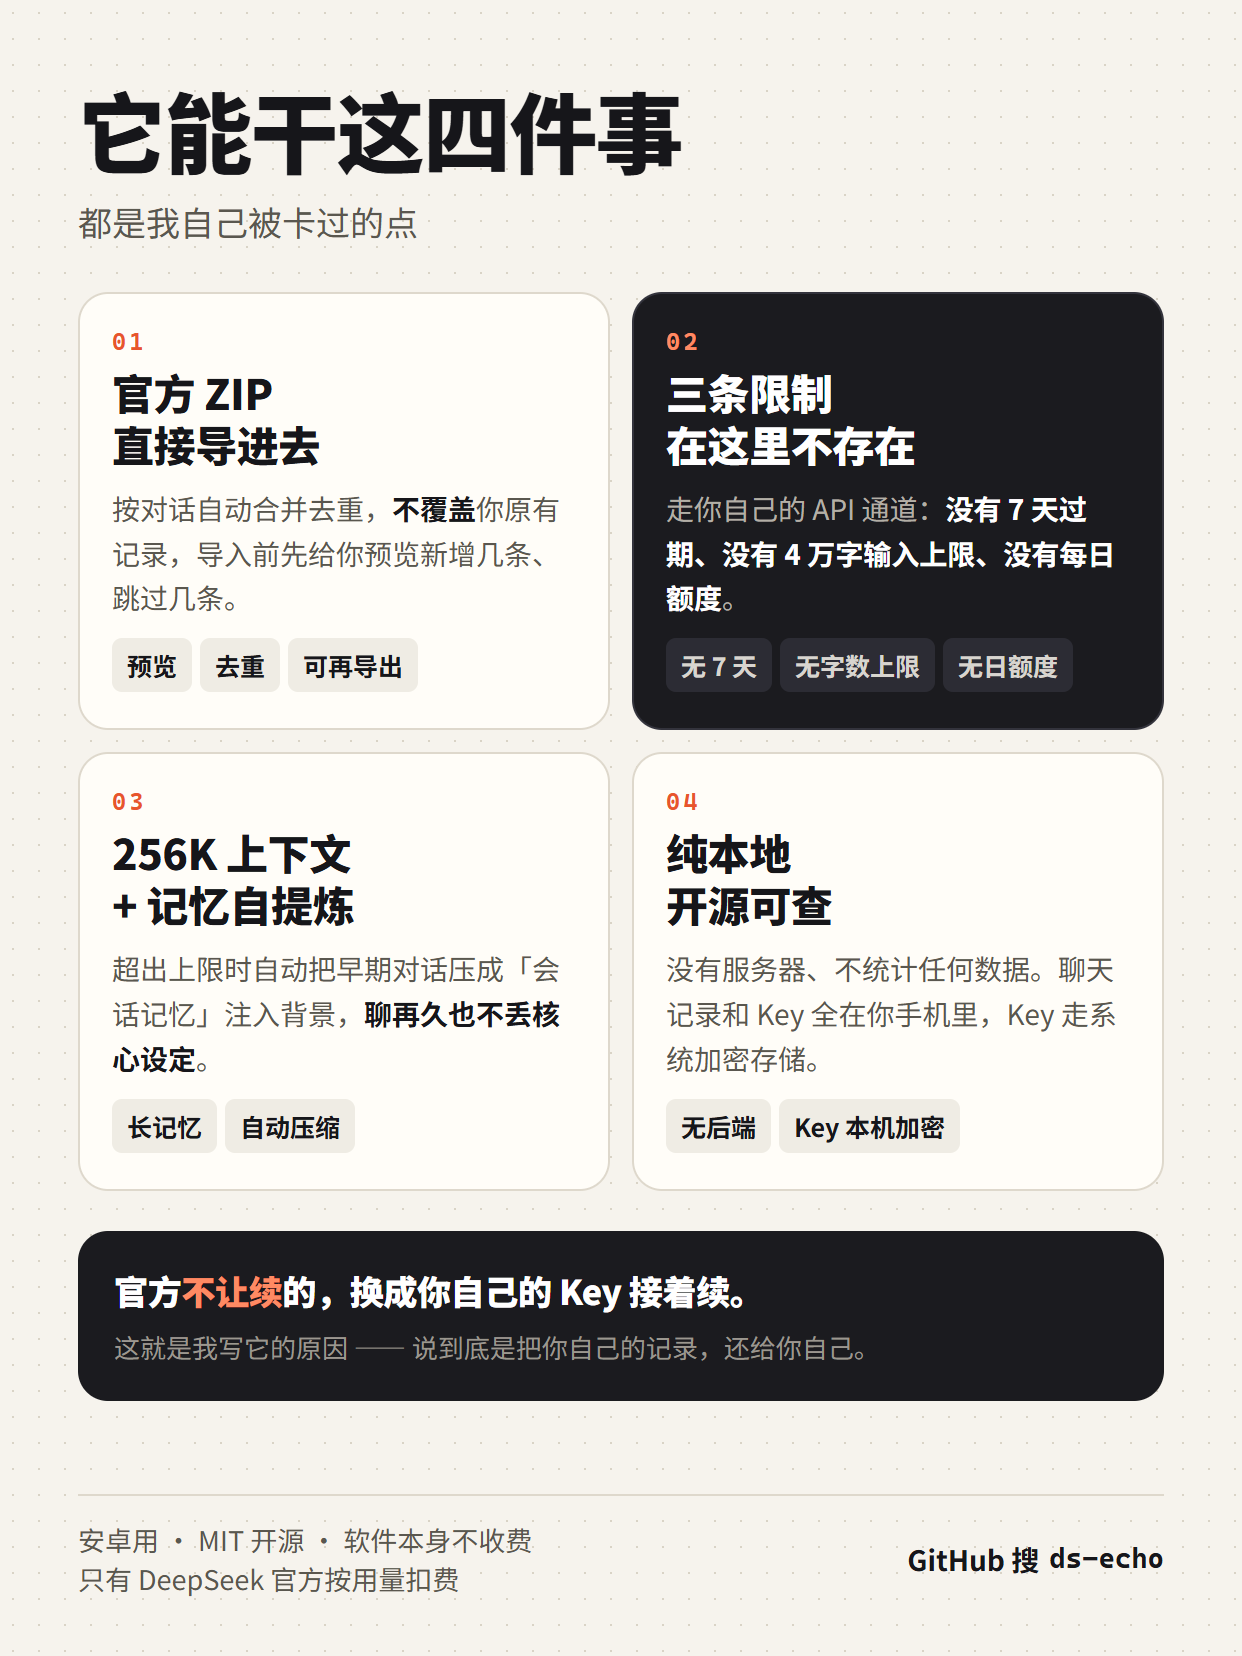 它能干这四件事
都是我自己被卡过的点
01
官方 ZIP
直接导进去
按对话自动合并去重，不覆盖你原有
记录，导入前先给你预览新增几条、
跳过几条。
预览 去重 可再导出
02
三条限制
在这里不存在
走你自己的 API 通道：没有 7 天过
期、没有 4 万字输入上限、没有每日
额度。
无 7 天 无字数上限 无日额度
03
256K 上下文
+ 记忆自提炼
超出上限时自动把早期对话压成「会
话记忆」注入背景，聊再久也不丢核
心设定。
长记忆 自动压缩
04
纯本地
开源可查
没有服务器、不统计任何数据。聊天
记录和 Key 全在你手机里，Key 走系
统加密存储。
无后端 Key 本机加密
官方不让续的，换成你自己的 Key 接着续。
这就是我写它的原因 —— 说到底是把你自己的记录，还给你自己。
安卓用 · MIT 开源 · 软件本身不收费
只有 DeepSeek 官方按用量扣费
GitHub 搜 ds-echo